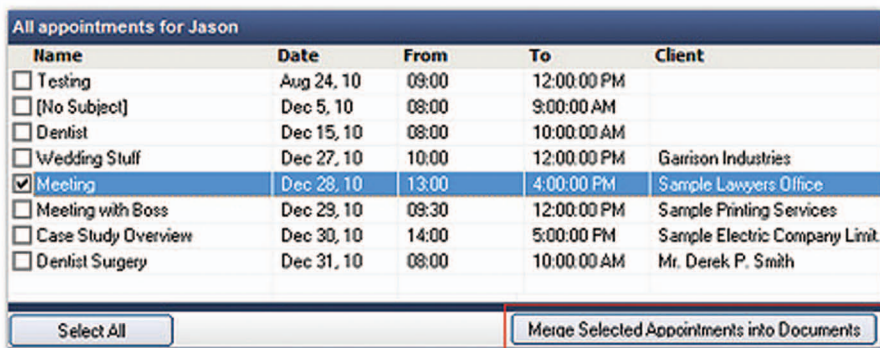 All appointments for Jason
Name Date From To Client
Testing Aug 24, 10 09:00 12:00:00 PM
[No Subject] Dec 5, 10 08:00 9:00:00 AM
Dentist Dec 15, 10 08:00 10:00:00 AM
Wedding Stuff Dec 27, 10 10:00 12:00:00 PM Garrison Industries
Meeting Dec 28, 10 13:00 4:00:00 PM Sample Lawyers Office
Meeting with Boss Dec 29, 10 09:30 12:00:00 PM Sample Printing Services
Case Study Overview Dec 30, 10 14:00 5:00:00 PM Sample Electric Company Limit
Dentist Surgery Dec 31, 10 08:00 10:00:00 AM Mr. Derek P. Smith
Select All Merge Selected Appointments into Documents